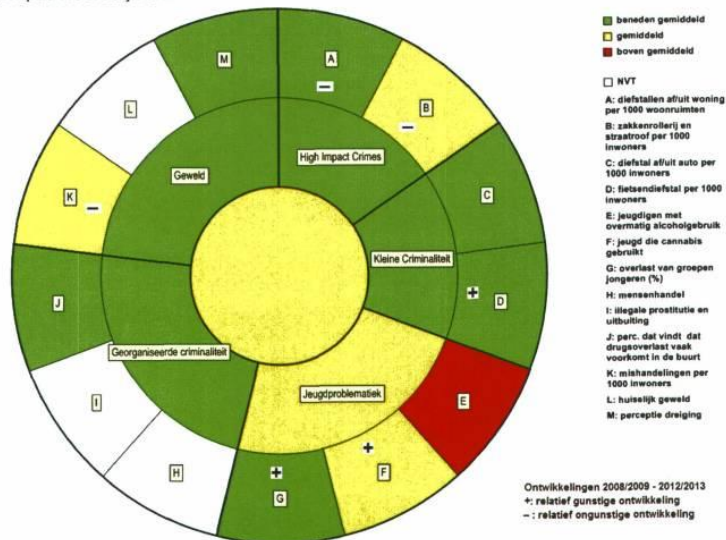 M
A
–
B
–
L
High Impact Crimes
Geweld
K
–
C
Kleine Criminaliteit
+
D
J
Georganiseerde criminaliteit
Jeugdproblematiek
I
E
H
+
G
+
F
beneden gemiddeld
gemiddeld
boven gemiddeld
NVT
A: diefstallen af/uit woning
per 1000 woonruimten
B: zakkenrollerij en
straatroof per 1000
inwoners
C: diefstal af/uit auto per
1000 inwoners
D: fietsendiefstal per 1000
inwoners
E: jeugdigen met
overmatig alcoholgebruik
F: jeugd die cannabis
gebruikt
G: overlast van groepen
jongeren (%)
H: mensenhandel
I: illegale prostitutie en
uitbuiting
J: perc. dat vindt dat
drugsoverlast vaak
voorkomt in de buurt
K: mishandelingen per
1000 inwoners
L: huiselijk geweld
M: perceptie dreiging
Ontwikkelingen 2008/2009 - 2012/2013
+: relatief gunstige ontwikkeling
– : relatief ongunstige ontwikkeling